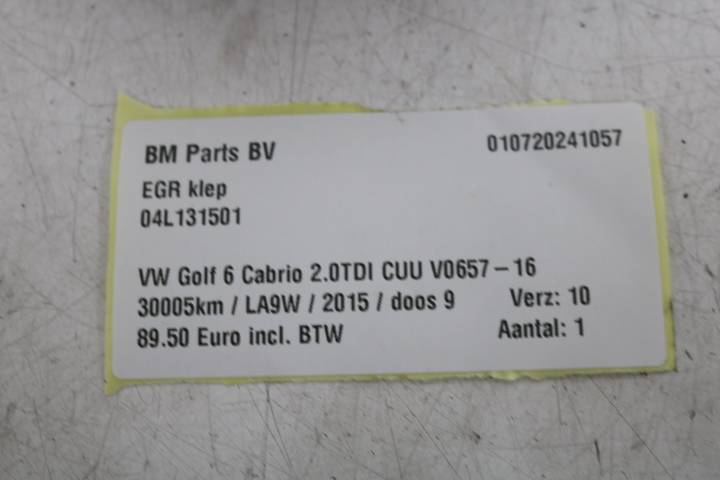 BM Parts BV 010720241057
EGR klep
04L131501
VW Golf 6 Cabrio 2.0TDI CUU V0657-16
30005km / LA9W / 2015 / doos 9 Verz: 10
89.50 Euro incl. BTW Aantal: 1